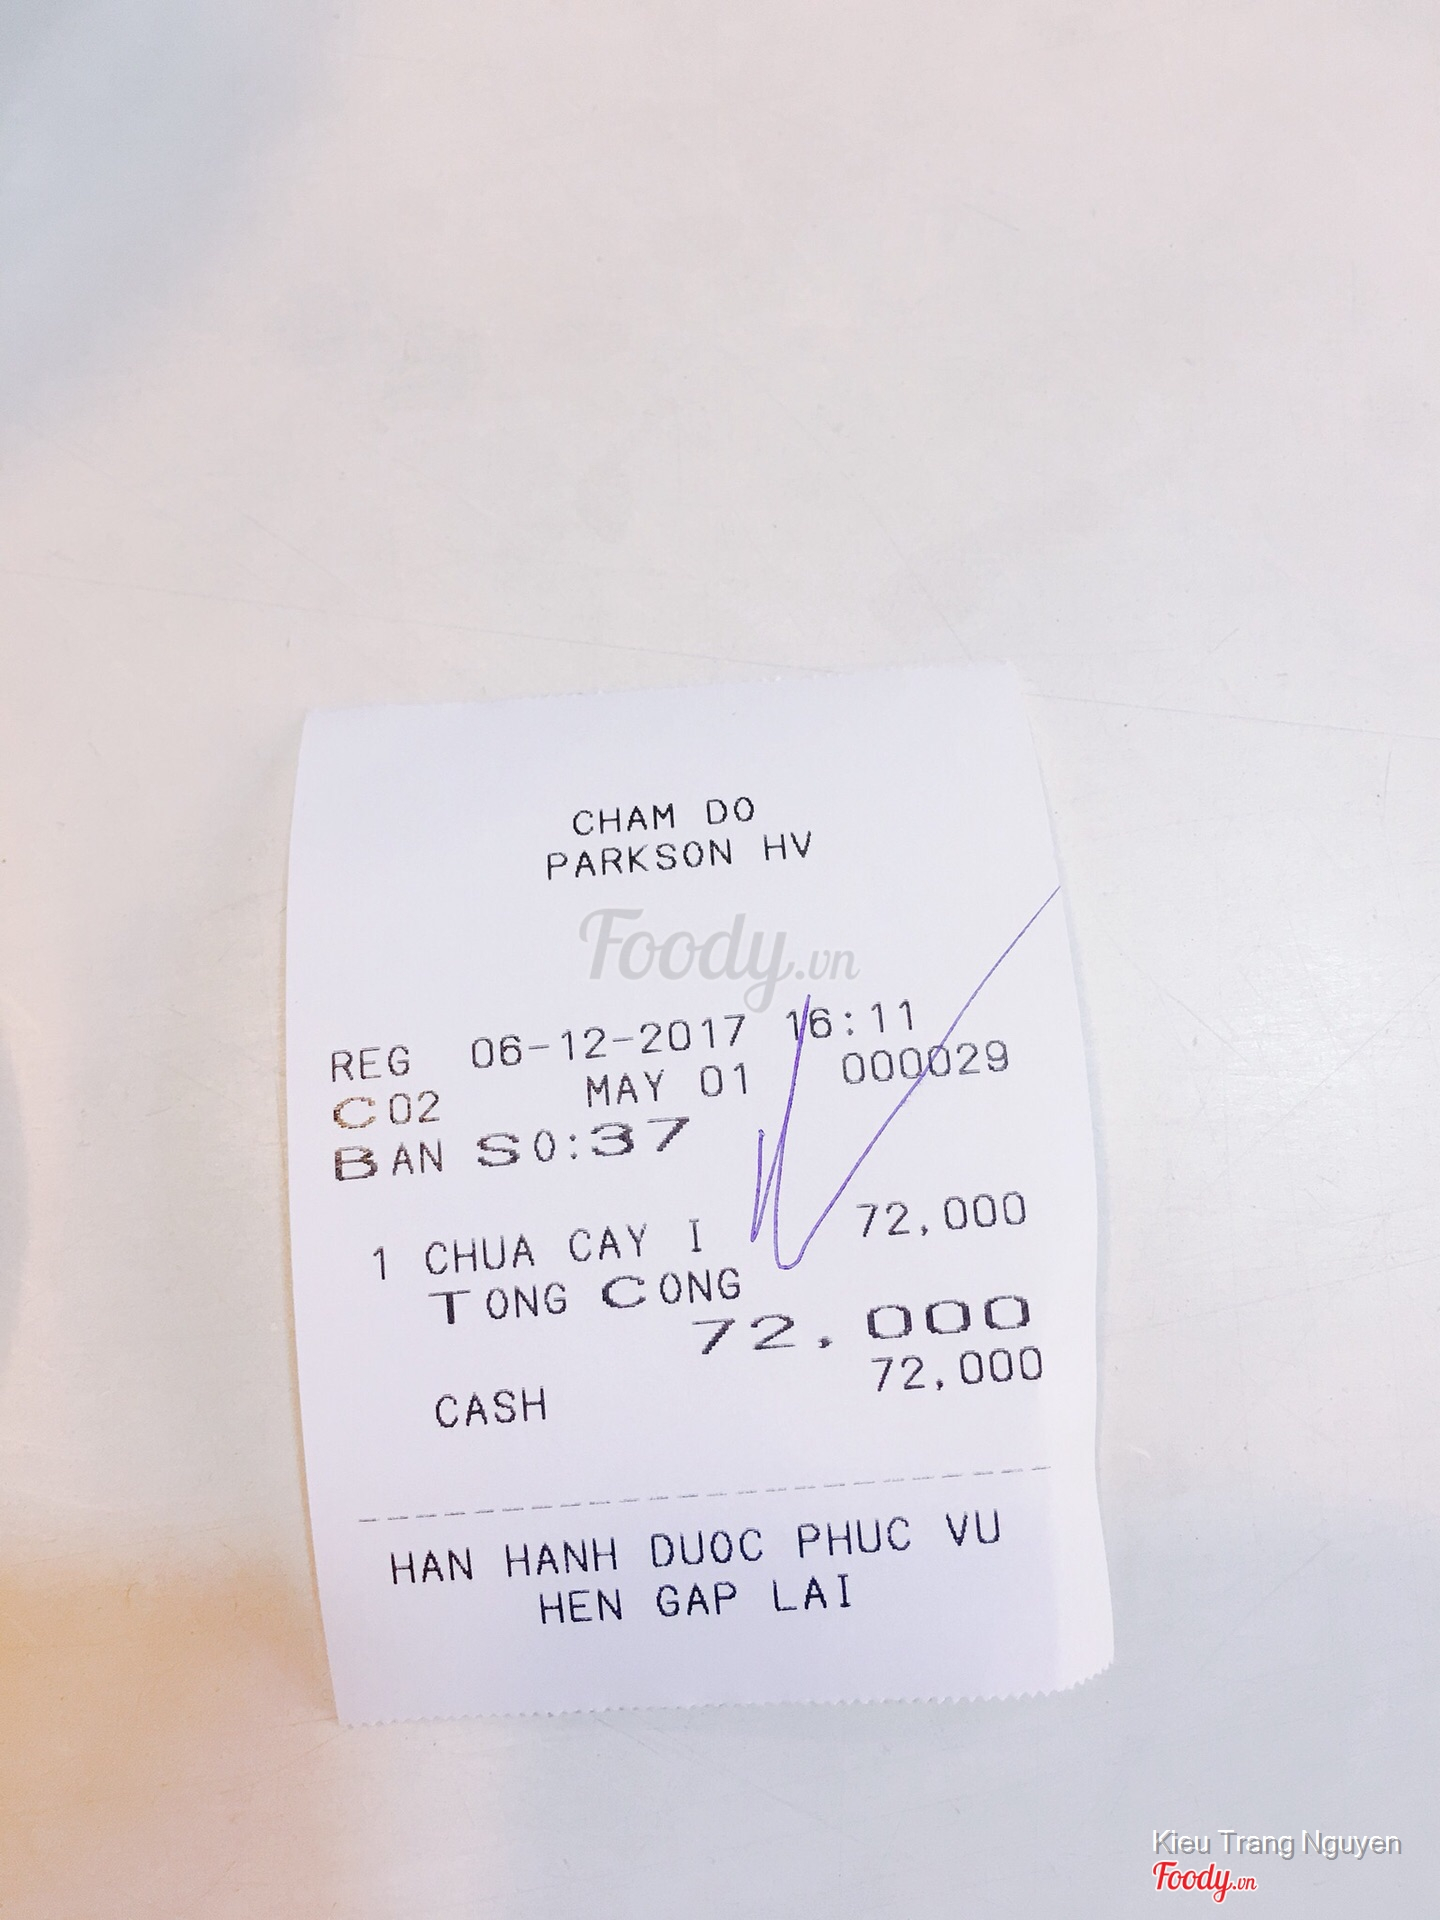 CHAM DO
PARKSON HV
Foody.vn
REG 06-12-2017 16:11
C02 MAY 01 000029
BAN SO:37
1 CHUA CAY I 72,000
TONG CONG
72.000
CASH 72,000
HAN HANH DUOC PHUC VU
HEN GAP LAI
Kieu Trang Nguyen
Foody.vn